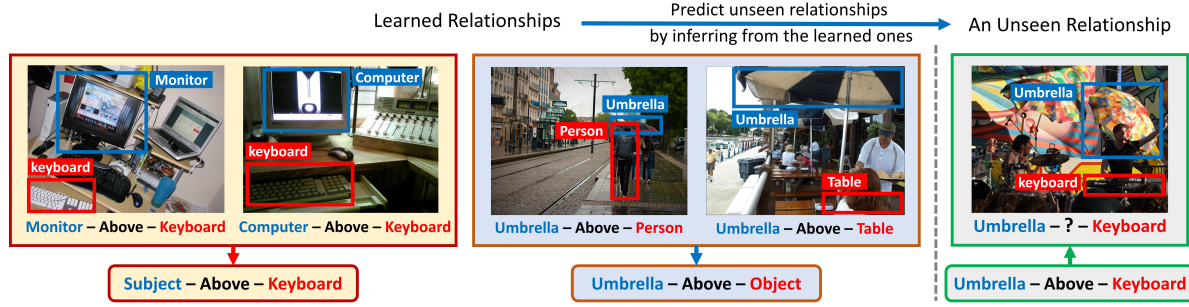 Learned Relationships
Predict unseen relationships
by inferring from the learned ones
An Unseen Relationship
Monitor
keyboard
Computer
keyboard
Umbrella
Person
Umbrella
Table
Umbrella
keyboard
Monitor – Above – Keyboard
Computer – Above – Keyboard
Umbrella – Above – Person
Umbrella – Above – Table
Umbrella – ? – Keyboard
Subject – Above – Keyboard
Umbrella – Above – Object
Umbrella – Above – Keyboard